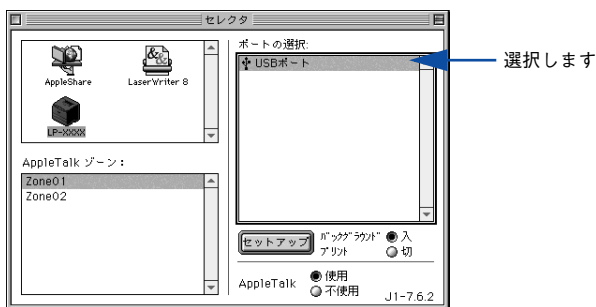 セレクタ
AppleShare
LaserWriter 8
LP-XXXX
AppleTalk ゾーン：
Zone01
Zone02
ポートの選択:
USBポート
選択します
セットアップ
ﾊﾞｯｸｸﾞﾗｳﾝﾄﾞ
プリント
入
切
AppleTalk
使用
不使用
J1-7.6.2